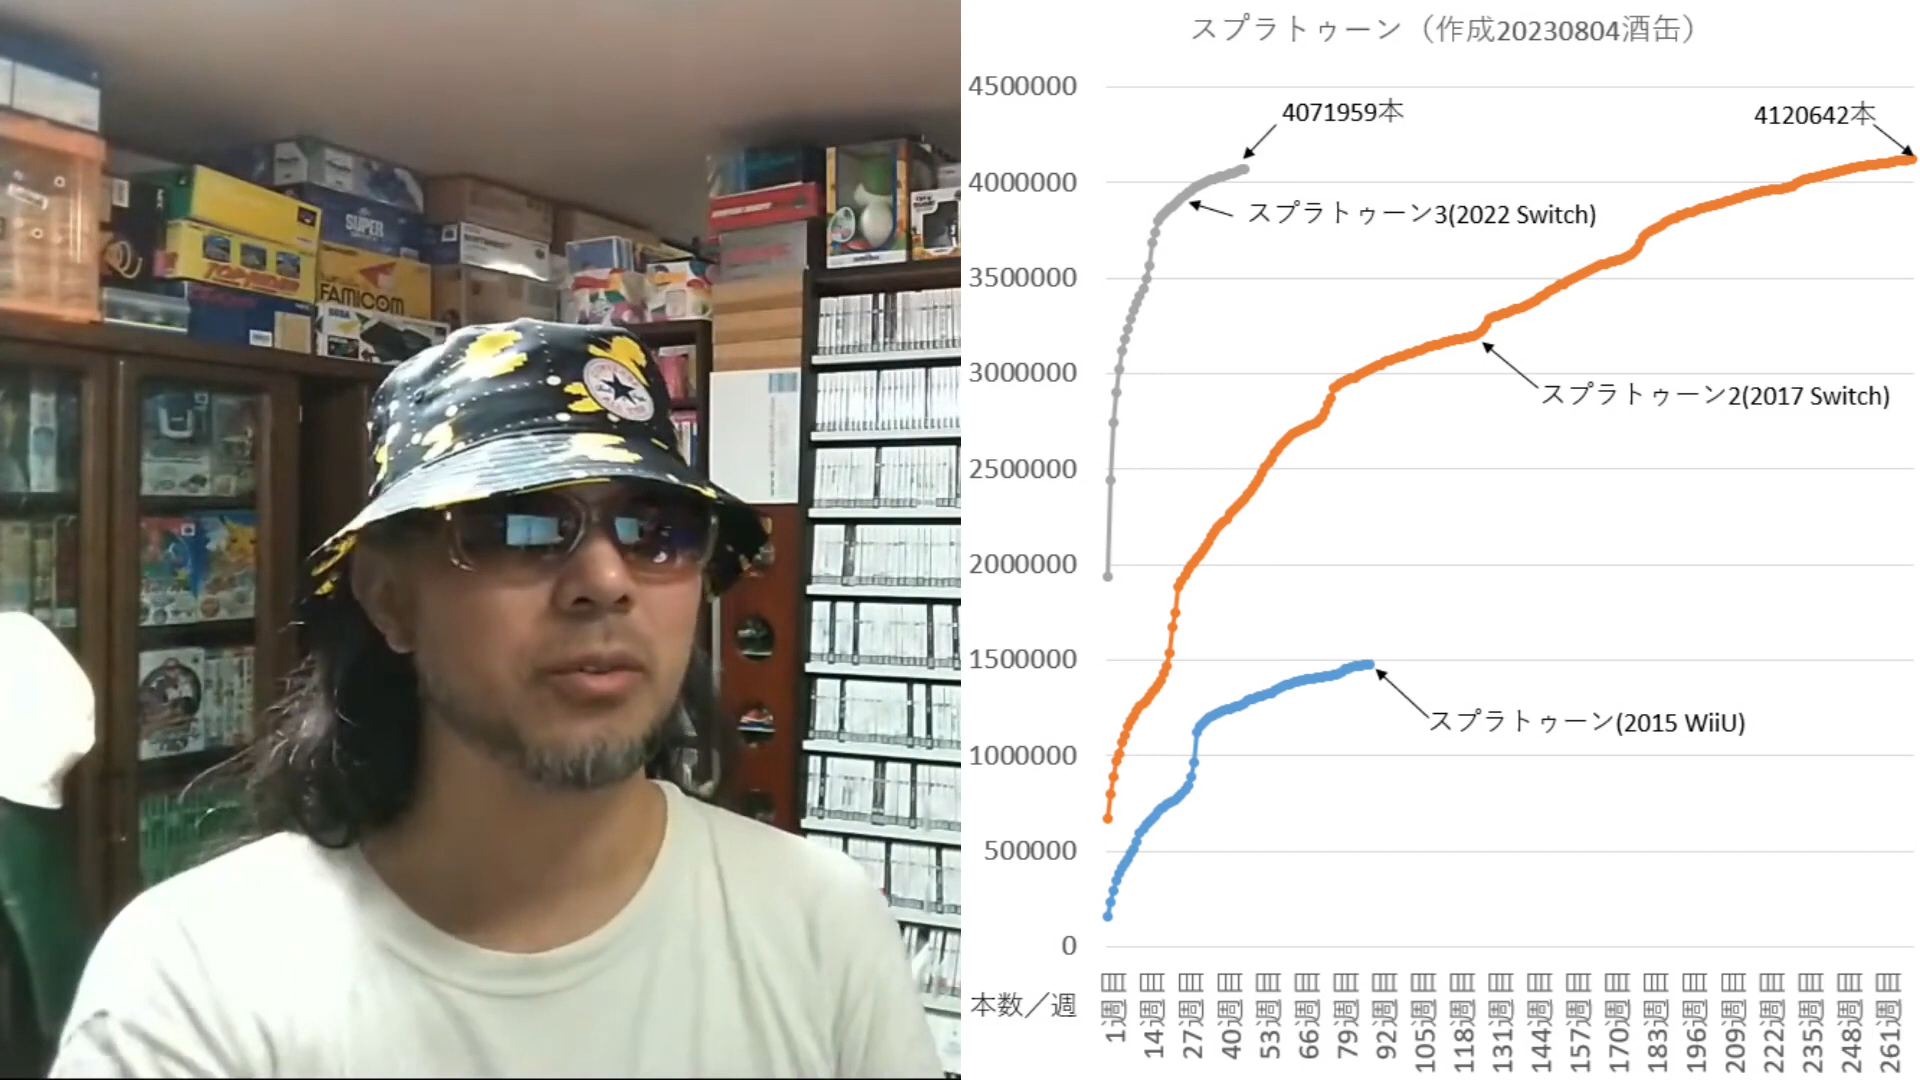 スプラトゥーン（作成20230804酒缶）
4500000
4000000
3500000
3000000
2500000
2000000
1500000
1000000
500000
0
本数／週
4071959本
4120642本
スプラトゥーン3(2022 Switch)
スプラトゥーン2(2017 Switch)
スプラトゥーン(2015 WiiU)
1週目
14週目
27週目
40週目
53週目
66週目
79週目
92週目
105週目
118週目
131週目
144週目
157週目
170週目
183週目
196週目
209週目
222週目
235週目
248週目
261週目
SUPER
FAMICOM